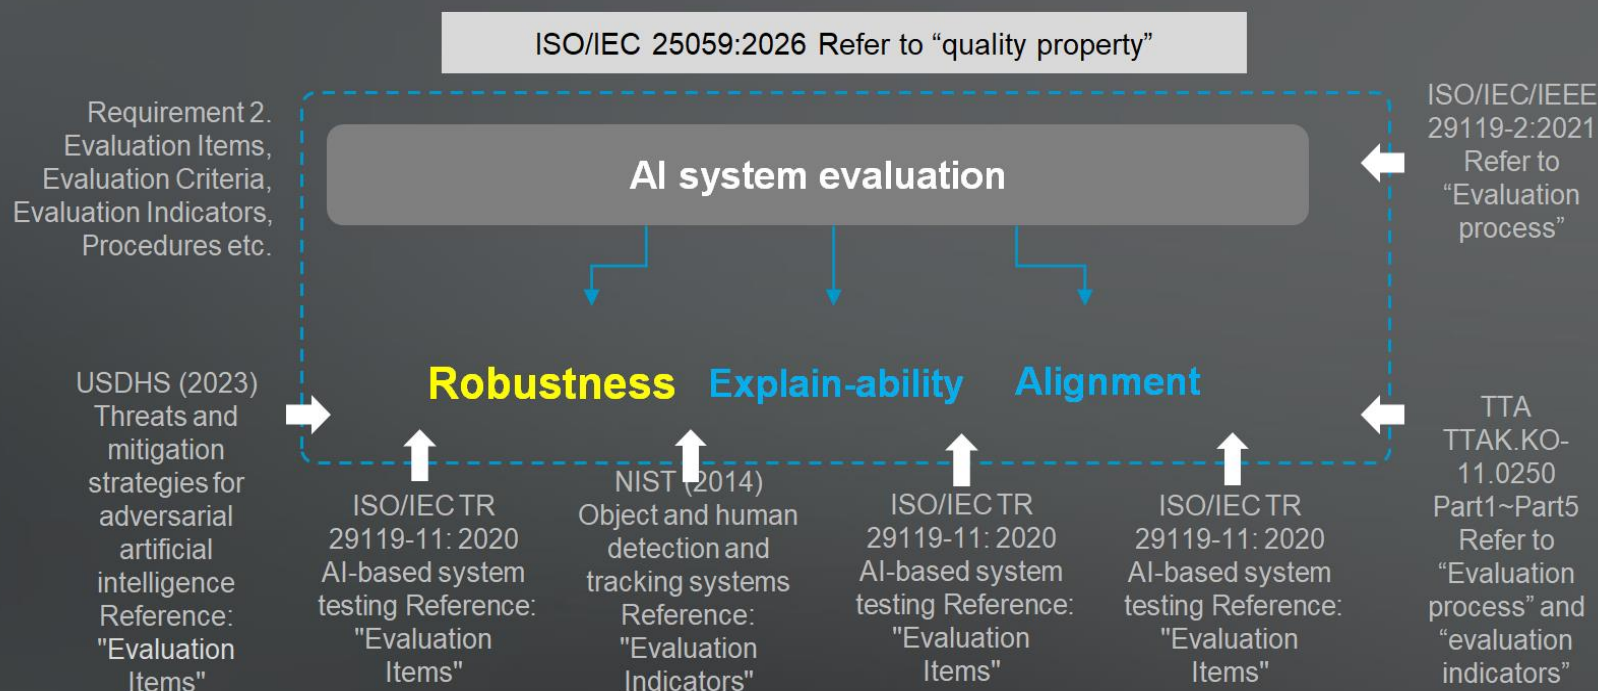 ISO/IEC 25059:2026 Refer to “quality property”
Requirement 2.
Evaluation Items,
Evaluation Criteria,
Evaluation Indicators,
Procedures etc.
AI system evaluation
ISO/IEC/IEEE
29119-2:2021
Refer to
“Evaluation
process”
Robustness
Explain-ability
Alignment
USDHS (2023)
Threats and
mitigation
strategies for
adversarial
artificial
intelligence
Reference:
"Evaluation
Items"
ISO/IEC TR
29119-11: 2020
AI-based system
testing Reference:
"Evaluation
Items"
NIST (2014)
Object and human
detection and
tracking systems
Reference:
"Evaluation
Indicators"
ISO/IEC TR
29119-11: 2020
AI-based system
testing Reference:
"Evaluation
Items"
ISO/IEC TR
29119-11: 2020
AI-based system
testing Reference:
"Evaluation
Items"
TTA
TTAK.KO-
11.0250
Part1~Part5
Refer to
“Evaluation
process” and
“evaluation
indicators”